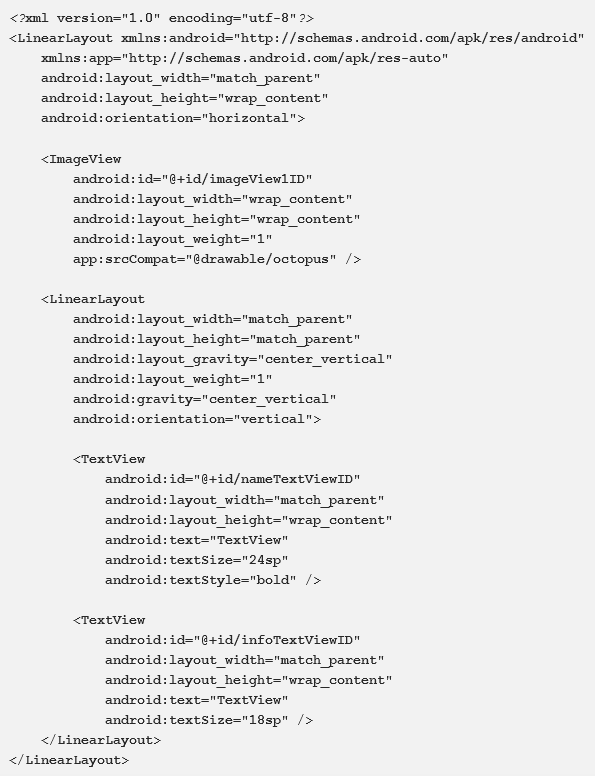 <?xml version="1.0" encoding="utf-8"?>
<LinearLayout xmlns:android="http://schemas.android.com/apk/res/android"
    xmlns:app="http://schemas.android.com/apk/res-auto"
    android:layout_width="match_parent"
    android:layout_height="wrap_content"
    android:orientation="horizontal">

    <ImageView
        android:id="@+id/imageView1ID"
        android:layout_width="wrap_content"
        android:layout_height="wrap_content"
        android:layout_weight="1"
        app:srcCompat="@drawable/octopus" />

    <LinearLayout
        android:layout_width="match_parent"
        android:layout_height="match_parent"
        android:layout_gravity="center_vertical"
        android:layout_weight="1"
        android:gravity="center_vertical"
        android:orientation="vertical">

        <TextView
            android:id="@+id/nameTextViewID"
            android:layout_width="match_parent"
            android:layout_height="wrap_content"
            android:text="TextView"
            android:textSize="24sp"
            android:textStyle="bold" />

        <TextView
            android:id="@+id/infoTextViewID"
            android:layout_width="match_parent"
            android:layout_height="wrap_content"
            android:text="TextView"
            android:textSize="18sp" />
    </LinearLayout>
</LinearLayout>